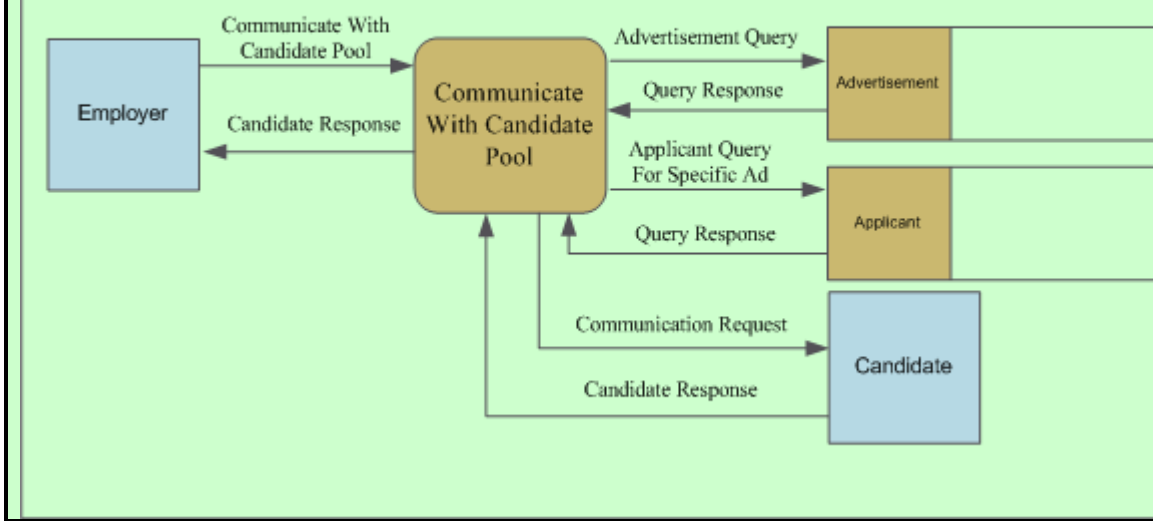 Communicate With
Candidate Pool
Employer
Candidate Response
Communicate
With Candidate
Pool
Advertisement Query
Query Response
Advertisement
Applicant Query
For Specific Ad
Query Response
Applicant
Communication Request
Candidate Response
Candidate